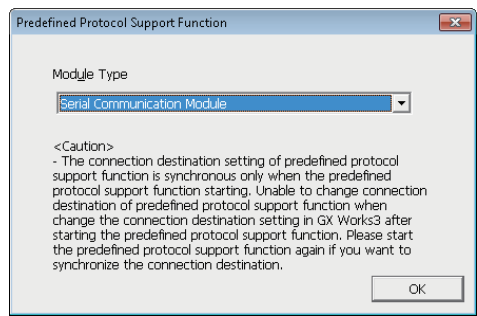 Predefined Protocol Support Function
Module Type
Serial Communication Module
<Caution>
- The connection destination setting of predefined protocol
support function is synchronous only when the predefined
protocol support function starting. Unable to change connection
destination of predefined protocol support function when
change the connection destination setting in GX Works3 after
starting the predefined protocol support function. Please start
the predefined protocol support function again if you want to
synchronize the connection destination.
OK